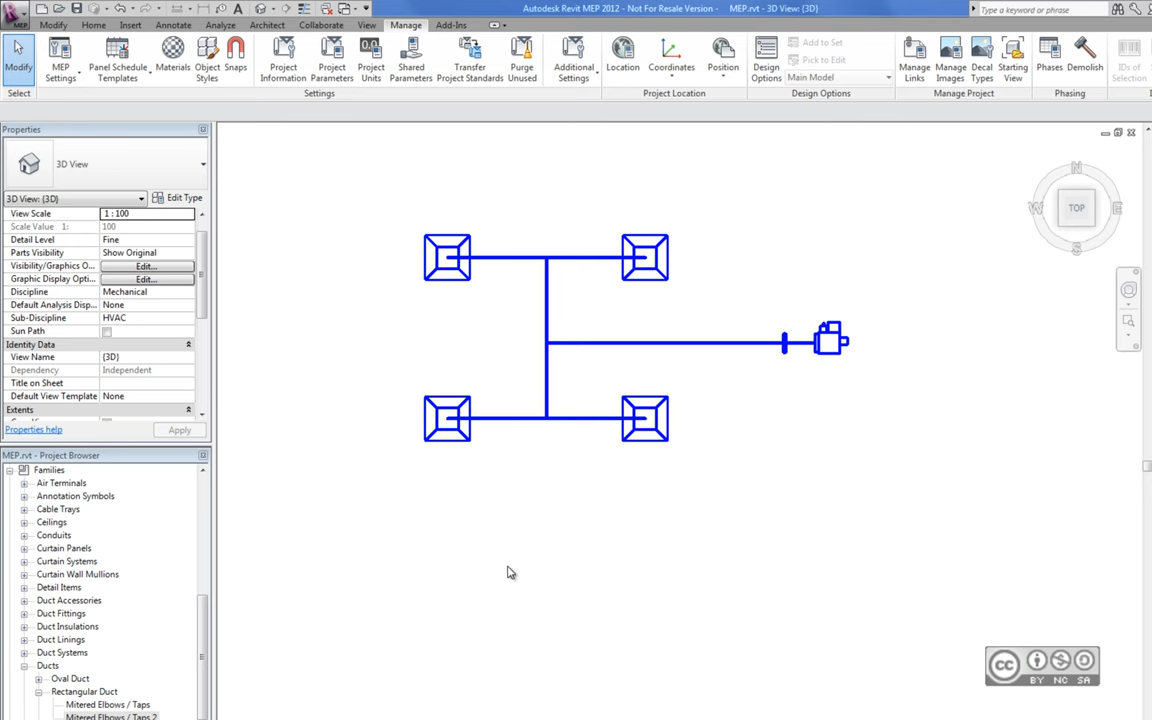 Autodesk Revit MEP 2012 - Not For Resale Version - MEP.rvt - 3D View: {3D}
Type a keyword or phrase
MEP
Modify Home Insert Annotate Analyze Architect Collaborate View Manage Add-Ins
Modify
MEP Settings
Panel Schedule Templates
Materials
Object Styles
Snaps
Project Information
Project Parameters
Project Units
Shared Parameters
Transfer Project Standards
Purge Unused
Additional Settings
Location
Coordinates
Position
Design Options
Add to Set
Pick to Edit
Main Model
Manage Links
Manage Images
Decal Types
Starting View
Phases
Demolish
IDs of Selection
Select Settings Project Location Design Options Manage Project Phasing
Properties
3D View
3D View: {3D} Edit Type
View Scale 1 : 100
Scale Value 1: 100
Detail Level Fine
Parts Visibility Show Original
Visibility/Graphics O... Edit...
Graphic Display Opti... Edit...
Discipline Mechanical
Default Analysis Disp... None
Sub-Discipline HVAC
Sun Path
Identity Data
View Name {3D}
Dependency Independent
Title on Sheet
Default View Template None
Extents
Properties help Apply
MEP.rvt - Project Browser
Families
Air Terminals
Annotation Symbols
Cable Trays
Ceilings
Conduits
Curtain Panels
Curtain Systems
Curtain Wall Mullions
Detail Items
Duct Accessories
Duct Fittings
Duct Insulations
Duct Linings
Duct Systems
Ducts
Oval Duct
Rectangular Duct
Mitered Elbows / Taps
Mitered Elbows / Taps 2
N
W TOP E
S
cc
BY NC SA